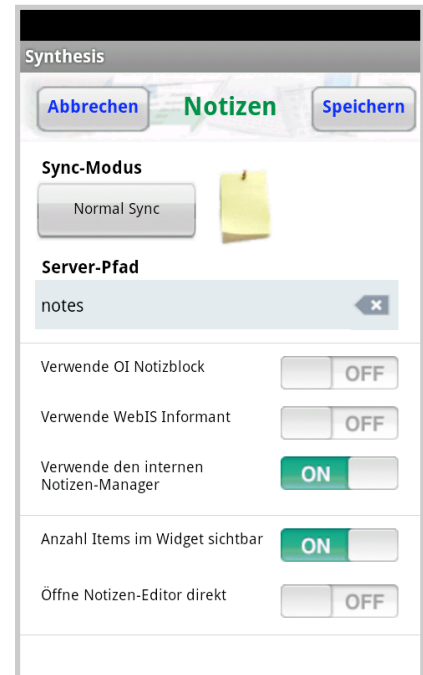 Synthesis
Abbrechen Notizen Speichern
Sync-Modus
Normal Sync
Server-Pfad
notes
Verwende OI Notizblock OFF
Verwende WebIS Informant OFF
Verwende den internen
Notizen-Manager ON
Anzahl Items im Widget sichtbar ON
Öffne Notizen-Editor direkt OFF